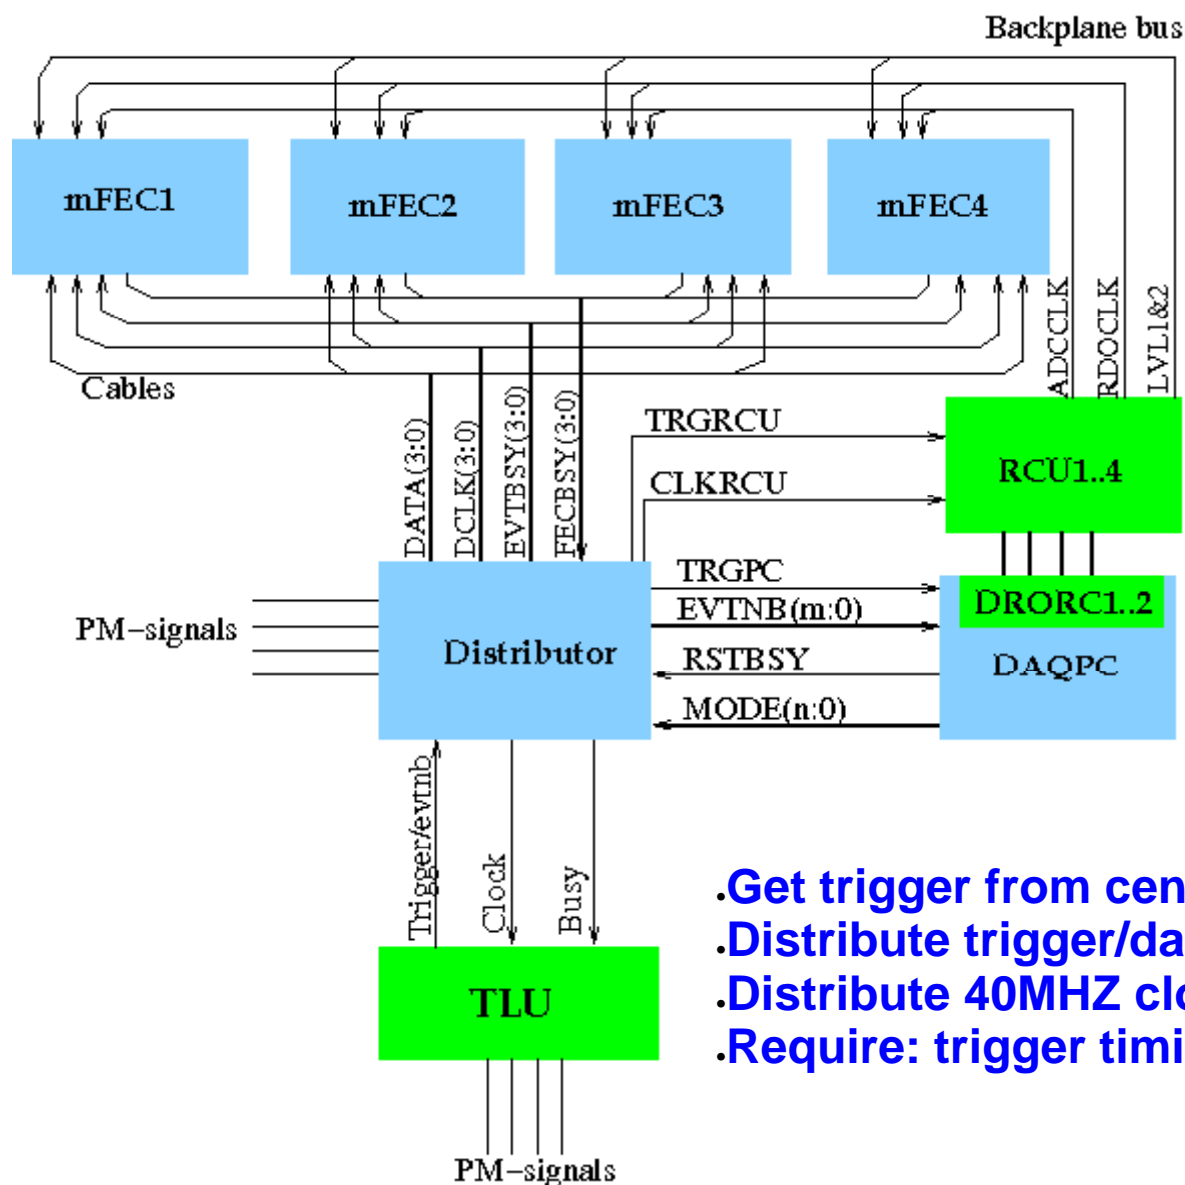 Backplane bus
mFEC1
mFEC2
mFEC3
mFEC4
ADCCLK
RDOCLK
LVL1&2
Cables
DATA(3:0)
DCLK(3:0)
EVTBSY(3:0)
FECBSY(3:0)
TRGRCU
CLKRCU
RCU1..4
TRGPC
EVTNB(m:0)
RSTBSY
MODE(n:0)
DRORC1..2
DAQPC
PM-signals
Distributor
Trigger/evtnb
Clock
Busy
TLU
PM-signals
.Get trigger from cen
.Distribute trigger/da
.Distribute 40MHZ clo
.Require: trigger timi